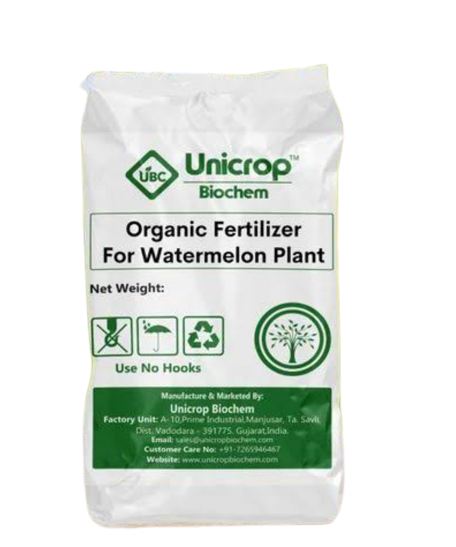 UBC
Unicrop™
Biochem
Organic Fertilizer
For Watermelon Plant
Net Weight:
Use No Hooks
Manufacture & Marketed By:
Unicrop Biochem
Factory Unit: A-10,Prime Industrial,Manjusar, Ta. Savli,
Dist. Vadodara - 391775. Gujarat,India.
Email: sales@unicropbiochem.com
Customer Care No: +91-7265946467
Website: www.unicropbiochem.com